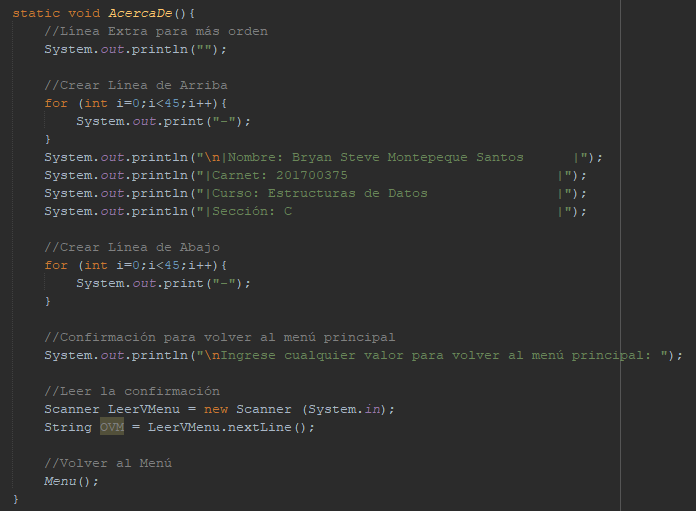 static void AcercaDe(){
    //Línea Extra para más orden
    System.out.println("");

    //Crear Línea de Arriba
    for (int i=0;i<45;i++){
        System.out.print("-");
    }
    System.out.println("\n|Nombre: Bryan Steve Montepeque Santos      |");
    System.out.println("|Carnet: 201700375                          |");
    System.out.println("|Curso: Estructuras de Datos                |");
    System.out.println("|Sección: C                                 |");

    //Crear Línea de Abajo
    for (int i=0;i<45;i++){
        System.out.print("-");
    }

    //Confirmación para volver al menú principal
    System.out.println("\nIngrese cualquier valor para volver al menú principal: ");

    //Leer la confirmación
    Scanner LeerVMenu = new Scanner (System.in);
    String OVM = LeerVMenu.nextLine();

    //Volver al Menú
    Menu();
}